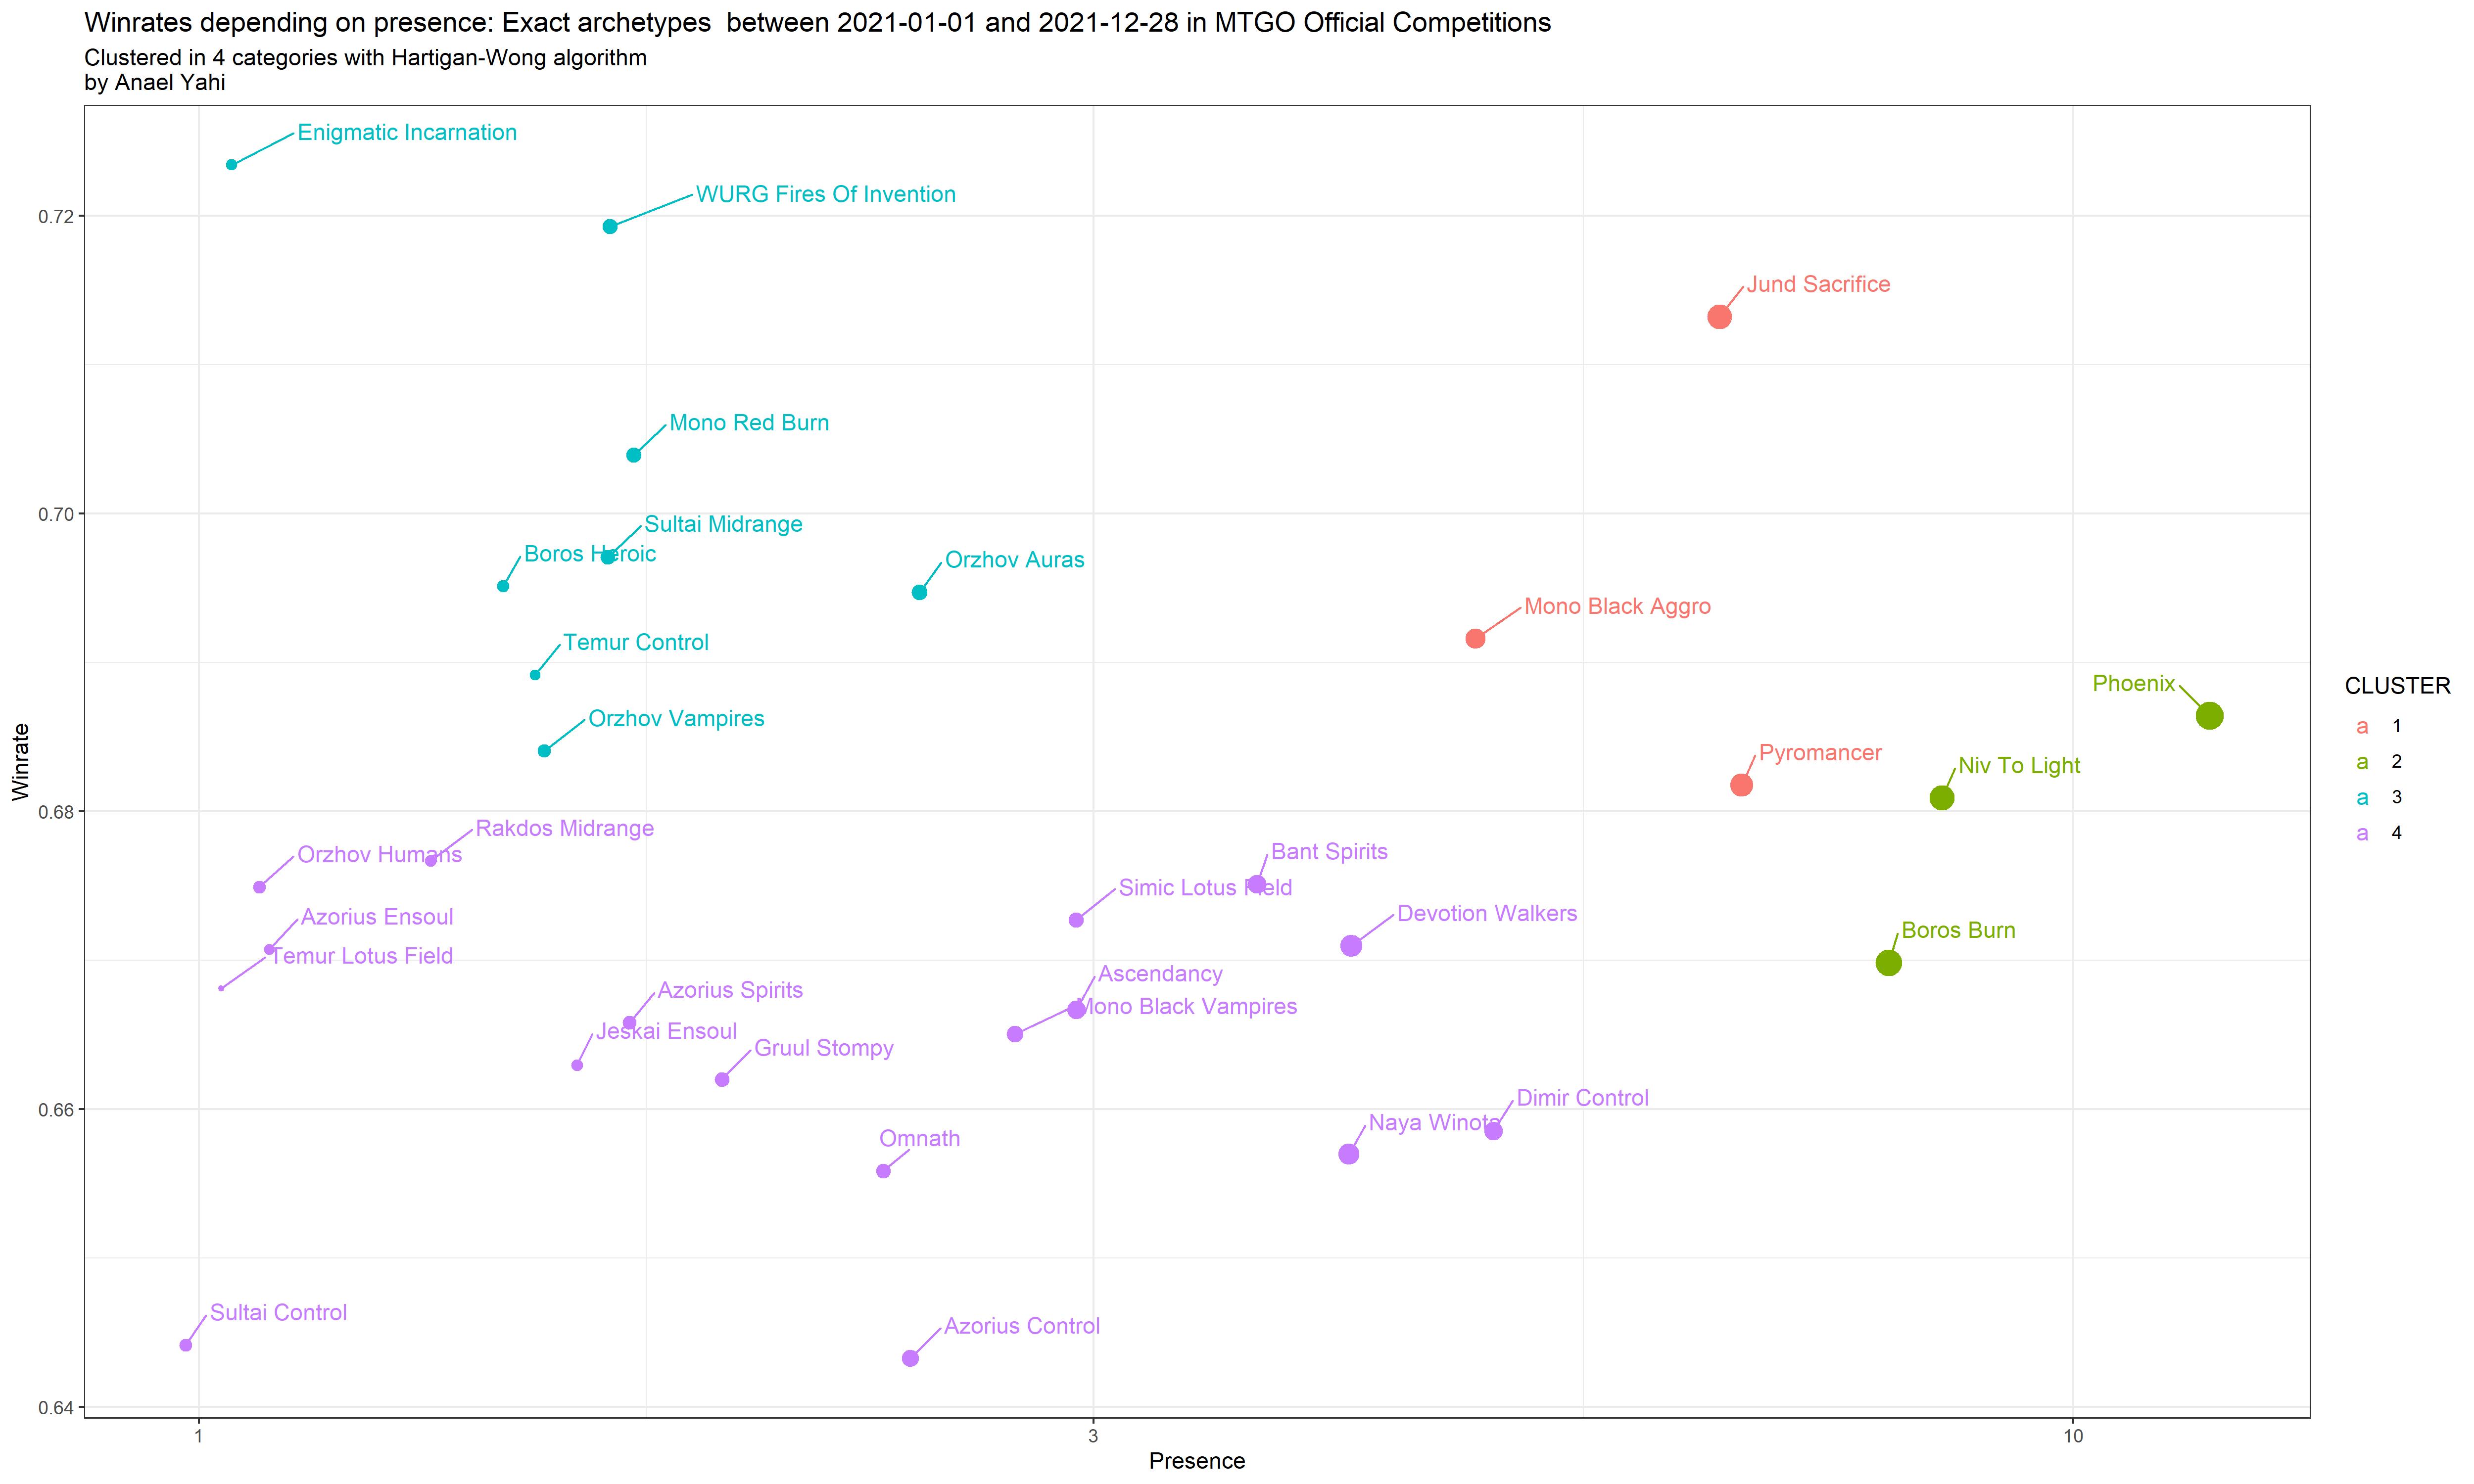 Winrates depending on presence: Exact archetypes  between 2021-01-01 and 2021-12-28 in MTGO Official Competitions
Clustered in 4 categories with Hartigan-Wong algorithm
by Anael Yahi
Enigmatic Incarnation
WURG Fires Of Invention
0.72
Jund Sacrifice
Mono Red Burn
0.70
Sultai Midrange
Boros Heroic
Orzhov Auras
Mono Black Aggro
Temur Control
Phoenix
Orzhov Vampires
Pyromancer
Niv To Light
Winrate
0.68
Rakdos Midrange
Orzhov Humans
Bant Spirits
Simic Lotus Field
Azorius Ensoul
Devotion Walkers
Boros Burn
Temur Lotus Field
Ascendancy
Azorius Spirits
Mono Black Vampires
Jeskai Ensoul
Gruul Stompy
0.66
Dimir Control
Naya Winota
Omnath
Sultai Control
Azorius Control
0.64
1
3
10
Presence
CLUSTER
a 1
a 2
a 3
a 4